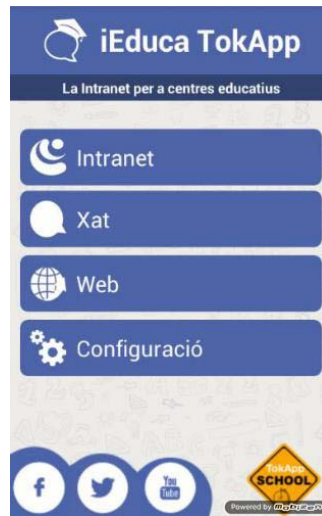 iEduca TokApp
La Intranet per a centres educatius
Intranet
Xat
Web
Configuració
f
You
Tube
TokApp
SCHOOL
Powered by